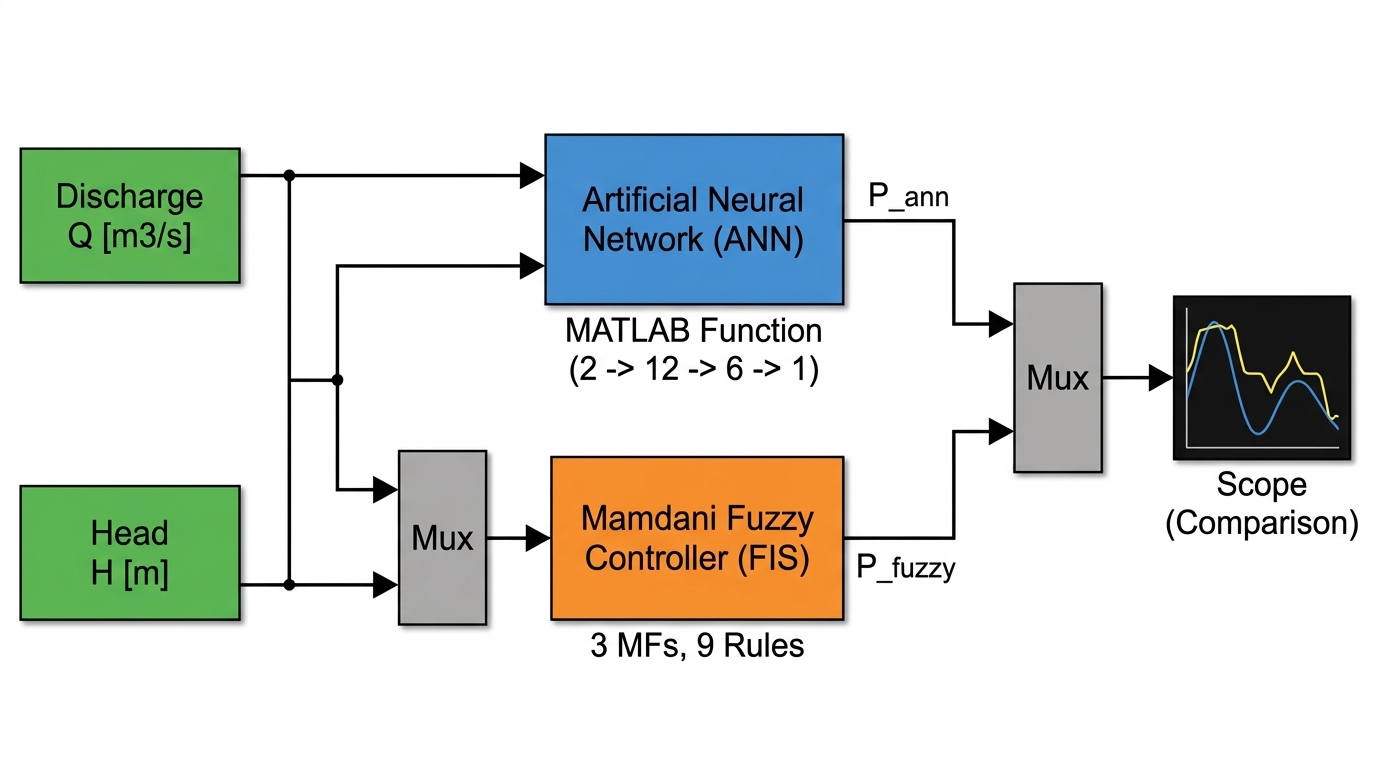 Discharge
Q [m3/s]
Artificial Neural
Network (ANN)
MATLAB Function
(2 -> 12 -> 6 -> 1)
P_ann
Head
H [m]
Mux
Mamdani Fuzzy
Controller (FIS)
3 MFs, 9 Rules
P_fuzzy
Mux
Scope
(Comparison)